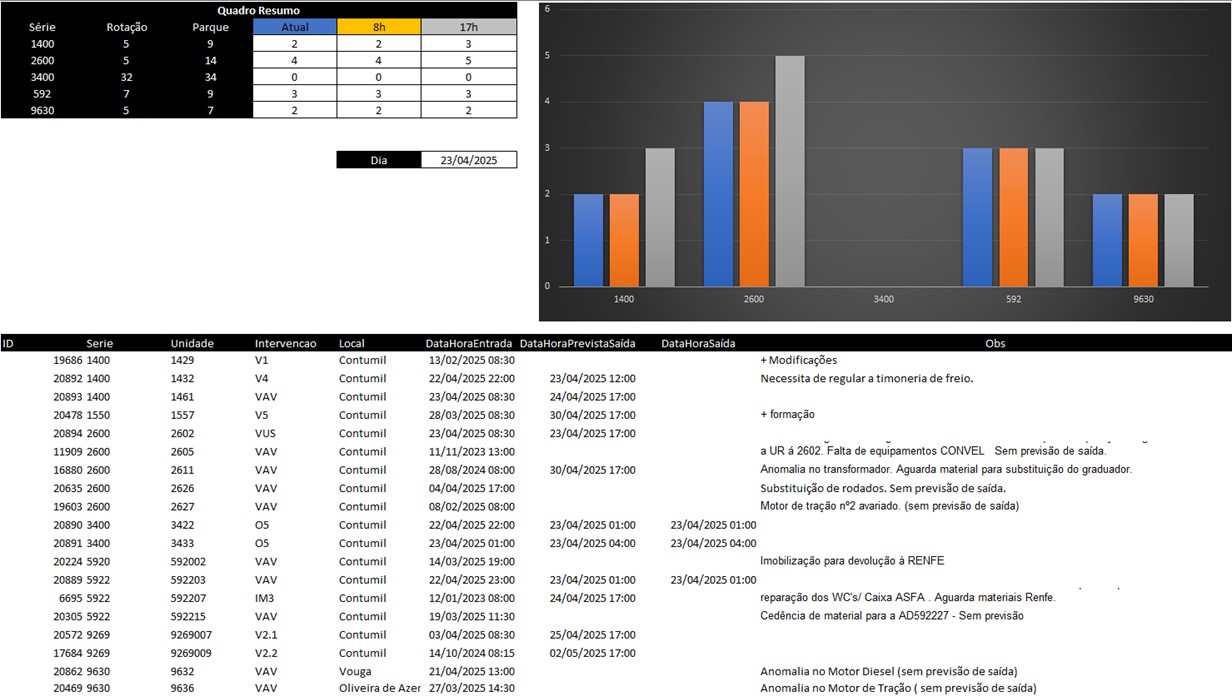 Quadro Resumo
Série Rotação Parque Atual 8h 17h
1400 5 9 2 2 3
2600 5 14 4 4 5
3400 32 34 0 0 0
592 7 9 3 3 3
9630 5 7 2 2 2
Dia 23/04/2025
6
5
4
3
2
1
0
1400 2600 3400 592 9630
ID Serie Unidade Intervencao Local DataHoraEntrada DataHoraPrevistaSaída DataHoraSaída Obs
19686 1400 1429 V1 Contumil 13/02/2025 08:30 + Modificações
20892 1400 1432 V4 Contumil 22/04/2025 22:00 23/04/2025 12:00 Necessita de regular a timoneria de freio.
20893 1400 1461 VAV Contumil 23/04/2025 08:30 24/04/2025 17:00
20478 1550 1557 V5 Contumil 28/03/2025 08:30 30/04/2025 17:00 + formação
20894 2600 2602 VUS Contumil 23/04/2025 08:30 23/04/2025 17:00
11909 2600 2605 VAV Contumil 11/11/2023 13:00 a UR á 2602. Falta de equipamentos CONVEL Sem previsão de saída.
16880 2600 2611 VAV Contumil 28/08/2024 08:00 30/04/2025 17:00 Anomalia no transformador. Aguarda material para substituição do graduador.
20635 2600 2626 VAV Contumil 04/04/2025 17:00 Substituição de rodados. Sem previsão de saída.
19603 2600 2627 VAV Contumil 08/02/2025 08:00 Motor de tração nº2 avariado. (sem previsão de saída)
20890 3400 3422 O5 Contumil 22/04/2025 22:00 23/04/2025 01:00 23/04/2025 01:00
20891 3400 3433 O5 Contumil 23/04/2025 01:00 23/04/2025 04:00 23/04/2025 04:00
20224 5920 592002 VAV Contumil 14/03/2025 19:00 Imobilização para devolução à RENFE
20889 5922 592203 VAV Contumil 22/04/2025 23:00 23/04/2025 01:00 23/04/2025 01:00
6695 5922 592207 IM3 Contumil 12/01/2023 08:00 24/04/2025 17:00 reparação dos WC's/ Caixa ASFA . Aguarda materiais Renfe.
20305 5922 592215 VAV Contumil 19/03/2025 11:30 Cedência de material para a AD592227 - Sem previsão
20572 9269 9269007 V2.1 Contumil 03/04/2025 08:30 25/04/2025 17:00
17684 9269 9269009 V2.2 Contumil 14/10/2024 08:15 02/05/2025 17:00
20862 9630 9632 VAV Vouga 21/04/2025 13:00 Anomalia no Motor Diesel (sem previsão de saída)
20469 9630 9636 VAV Oliveira de Azer 27/03/2025 14:30 Anomalia no Motor de Tração ( sem previsão de saída)